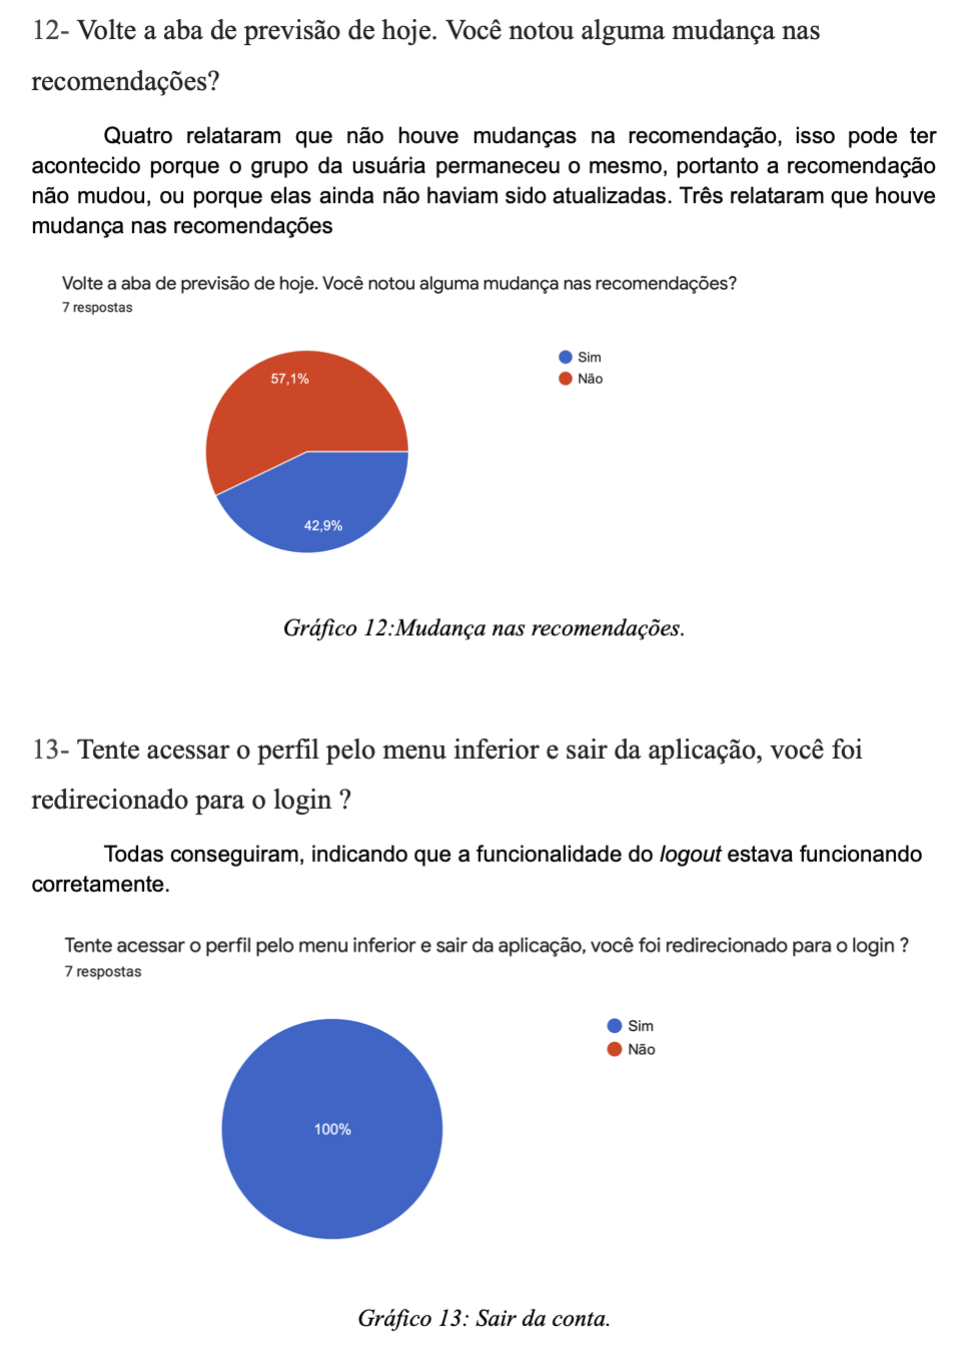 12- Volte a aba de previsão de hoje. Você notou alguma mudança nas
recomendações?
Quatro relataram que não houve mudanças na recomendação, isso pode ter
acontecido porque o grupo da usuária permaneceu o mesmo, portanto a recomendação
não mudou, ou porque elas ainda não haviam sido atualizadas. Três relataram que houve
mudança nas recomendações
Volte a aba de previsão de hoje. Você notou alguma mudança nas recomendações?
7 respostas
Sim
Não
57,1%
42,9%
Gráfico 12:Mudança nas recomendações.
13- Tente acessar o perfil pelo menu inferior e sair da aplicação, você foi
redirecionado para o login ?
Todas conseguiram, indicando que a funcionalidade do logout estava funcionando
corretamente.
Tente acessar o perfil pelo menu inferior e sair da aplicação, você foi redirecionado para o login ?
7 respostas
Sim
Não
100%
Gráfico 13: Sair da conta.